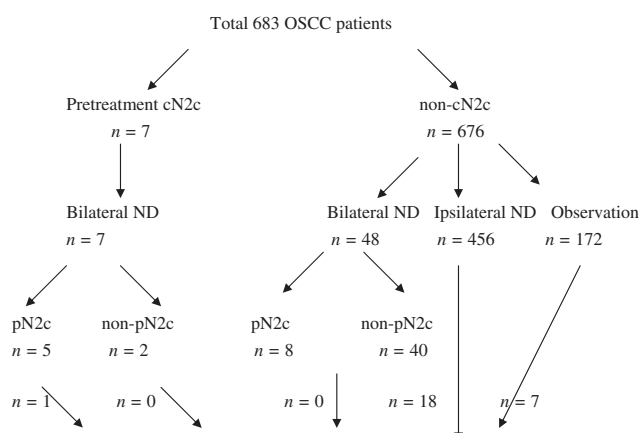 Total 683 OSCC patients
Pretreatment cN2c non-cN2c
n = 7 n = 676
Bilateral ND Bilateral ND Ipsilateral ND Observation
n = 7 n = 48 n = 456 n = 172
pN2c non-pN2c pN2c non-pN2c
n = 5 n = 2 n = 8 n = 40
n = 1 n = 0 n = 0 n = 18 n = 7